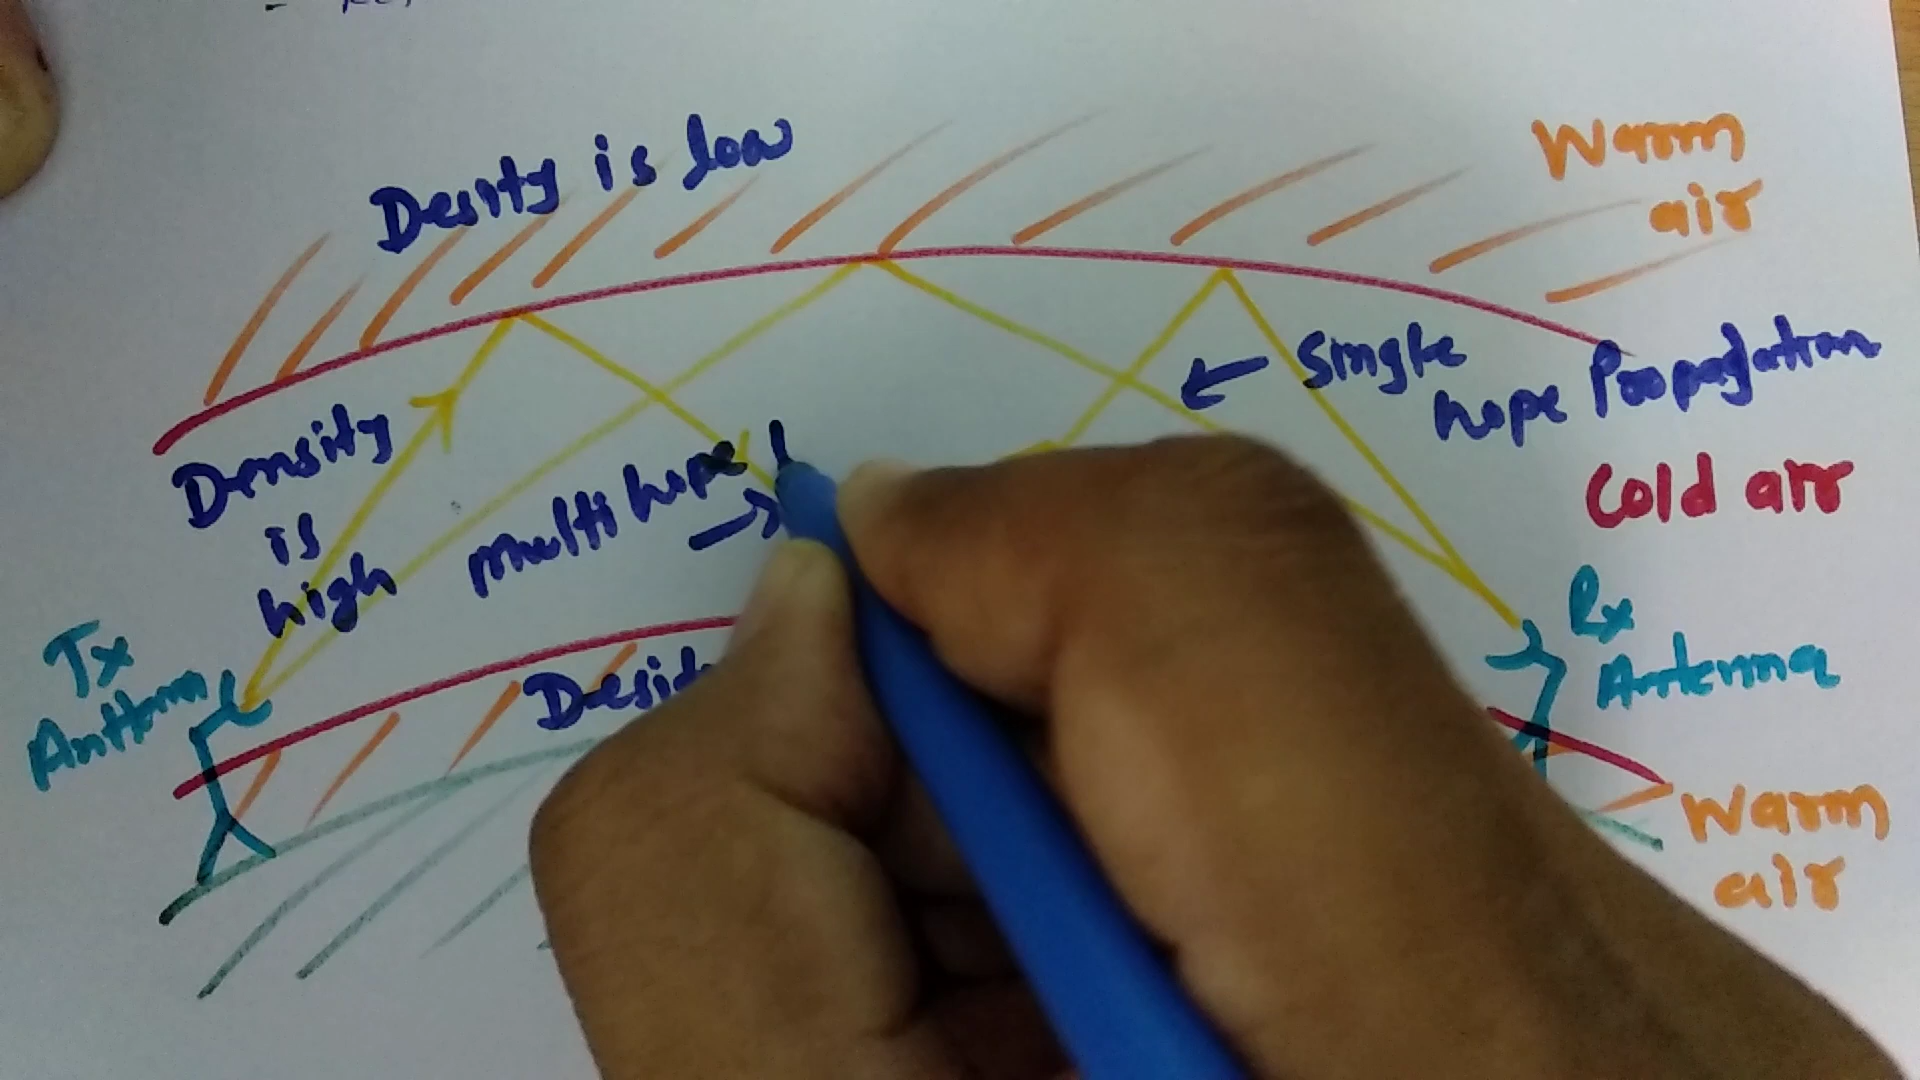 Desity is low
Warm
air
Single
hope Propagation
Density
is
high
multi hope
Cold air
Tx
Rx
Antenna
Warm
air